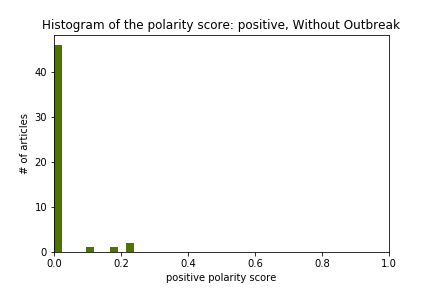 Histogram of the polarity score: positive, Without Outbreak
# of articles
40
30
20
10
0
0.0 0.2 0.4 0.6 0.8 1.0
positive polarity score